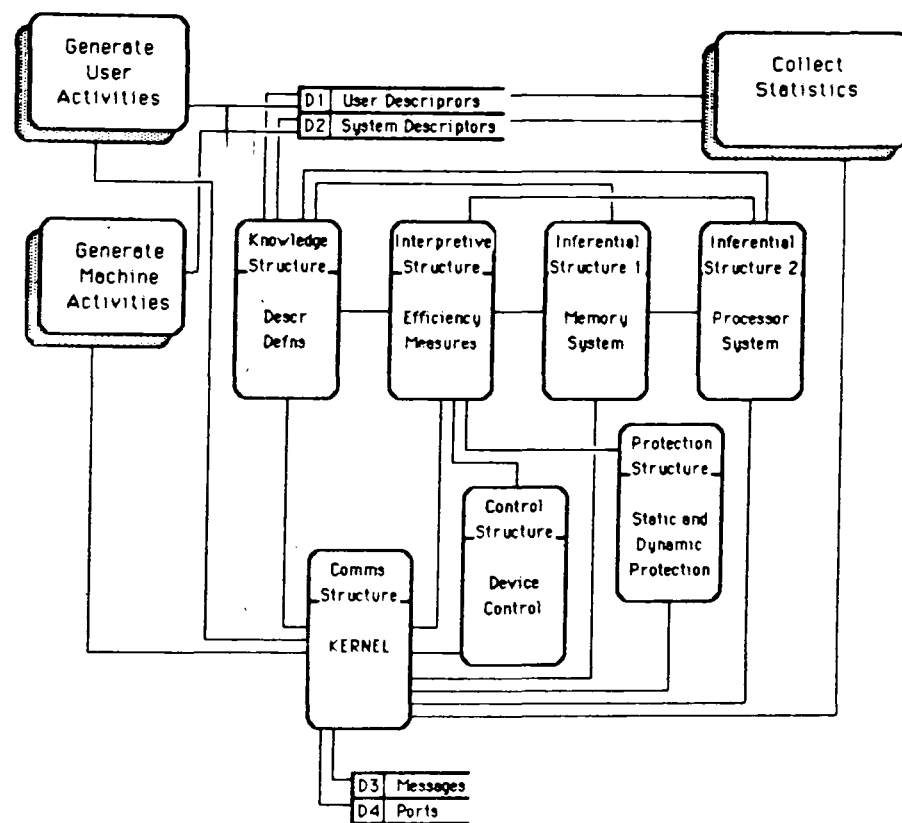 Generate
User
Activities
Collect
Statistics
D1 User Descriprors
D2 System Descriptors
Generate
Machine
Activities
Knowledge
Structure
Descr
Defns
Interpretive
Structure
Efficiency
Measures
Inferential
Structure 1
Memory
System
Inferential
Structure 2
Processor
System
Protection
Structure
Static and
Dynamic
Protection
Control
Structure
Device
Control
Comms
Structure
KERNEL
D3 Messages
D4 Ports